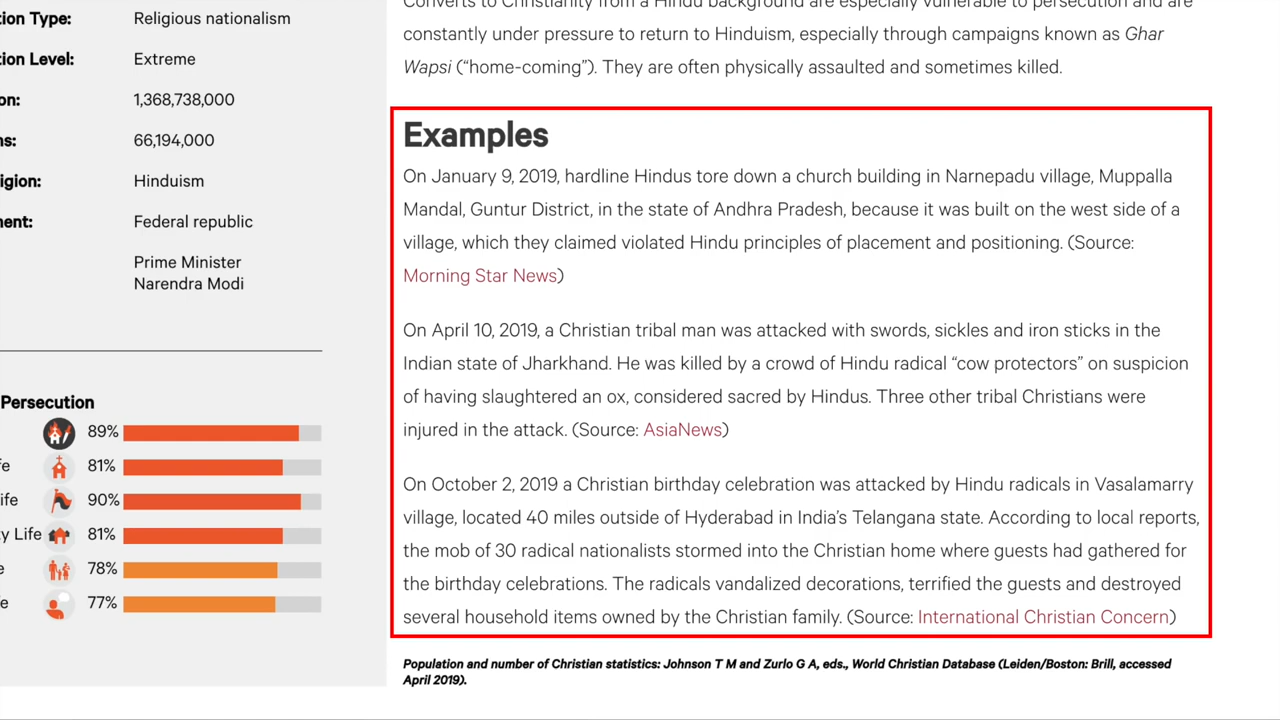 tion Type: Religious nationalism
tion Level: Extreme
on: 1,368,738,000
ns: 66,194,000
igion: Hinduism
ment: Federal republic
Prime Minister
Narendra Modi
Persecution
89%
fe 81%
ife 90%
y Life 81%
e 78%
e 77%
Converts to Christianity from a Hindu background are especially vulnerable to persecution and are
constantly under pressure to return to Hinduism, especially through campaigns known as Ghar
Wapsi (“home-coming”). They are often physically assaulted and sometimes killed.
Examples
On January 9, 2019, hardline Hindus tore down a church building in Narnepadu village, Muppalla
Mandal, Guntur District, in the state of Andhra Pradesh, because it was built on the west side of a
village, which they claimed violated Hindu principles of placement and positioning. (Source:
Morning Star News)
On April 10, 2019, a Christian tribal man was attacked with swords, sickles and iron sticks in the
Indian state of Jharkhand. He was killed by a crowd of Hindu radical “cow protectors” on suspicion
of having slaughtered an ox, considered sacred by Hindus. Three other tribal Christians were
injured in the attack. (Source: AsiaNews)
On October 2, 2019 a Christian birthday celebration was attacked by Hindu radicals in Vasalamarry
village, located 40 miles outside of Hyderabad in India’s Telangana state. According to local reports,
the mob of 30 radical nationalists stormed into the Christian home where guests had gathered for
the birthday celebrations. The radicals vandalized decorations, terrified the guests and destroyed
several household items owned by the Christian family. (Source: International Christian Concern)
Population and number of Christian statistics: Johnson T M and Zurlo G A, eds., World Christian Database (Leiden/Boston: Brill, accessed
April 2019).